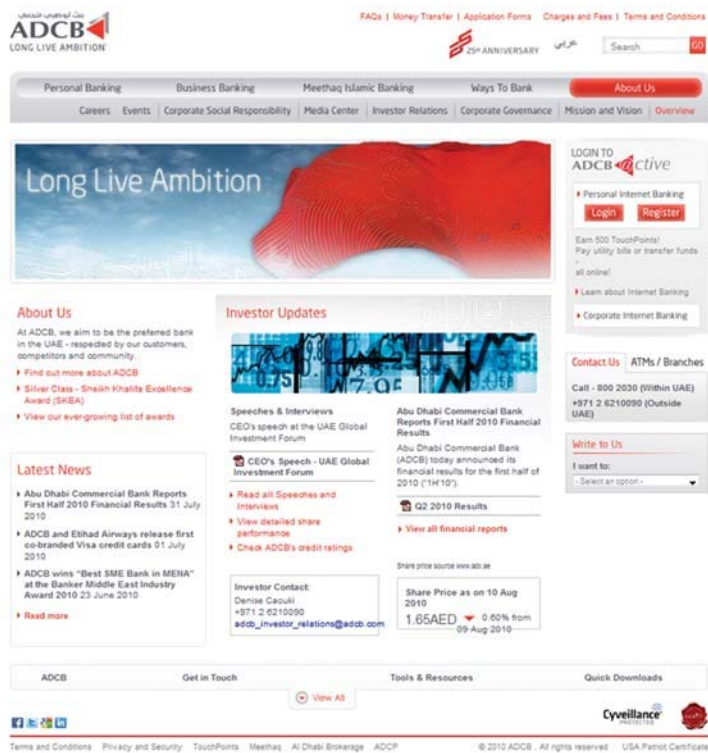 بنك أبوظبي التجاري
ADCB
LONG LIVE AMBITION
FAQs | Money Transfer | Application Forms Charges and Fees | Terms and Conditions
25th ANNIVERSARY عربي Search GO
Personal Banking Business Banking Meethaq Islamic Banking Ways To Bank About Us
Careers Events Corporate Social Responsibility Media Center Investor Relations Corporate Governance Mission and Vision Overview
Long Live Ambition
LOGIN TO
ADCB @ctive
Personal Internet Banking
Login Register
Earn 500 TouchPoints!
Pay utility bills or transfer funds
-
all online!
Learn about Internet Banking
Corporate Internet Banking
About Us
At ADCB, we aim to be the preferred bank
in the UAE - respected by our customers,
competitors and community.
Find out more about ADCB
Silver Class - Sheikh Khalifa Excellence
Award (SKEA)
View our ever-growing list of awards
Latest News
Abu Dhabi Commercial Bank Reports
First Half 2010 Financial Results 31 July
2010
ADCB and Etihad Airways release first
co-branded Visa credit cards 01 July
2010
ADCB wins "Best SME Bank in MENA"
at the Banker Middle East Industry
Award 2010 23 June 2010
Read more
Investor Updates
Speeches & Interviews
CEO's speech at the UAE Global
Investment Forum
CEO's Speech - UAE Global
Investment Forum
Read all Speeches and
Interviews
View detailed share
performance
Check ADCB's credit ratings
Investor Contact:
Denise Caouki
+971 2 6210090
adcb_investor_relations@adcb.com
Abu Dhabi Commercial Bank
Reports First Half 2010 Financial
Results
Abu Dhabi Commercial Bank
(ADCB) today announced its
financial results for the first half of
2010 ("1H'10").
Q2 2010 Results
View all financial reports
Share price source www.adx.ae
Share Price as on 10 Aug
2010
1.65AED 0.60% from
09 Aug 2010
Contact Us ATMs / Branches
Call - 800 2030 (Within UAE)
+971 2 6210090 (Outside
UAE)
Write to Us
I want to:
- Select an option -
ADCB Get in Touch Tools & Resources Quick Downloads
View All
Cyveillance
PROTECTED
Terms and Conditions Privacy and Security TouchPoints Meethaq Al Dhabi Brokerage ADCP © 2010 ADCB . All rights reserved USA Patriot Certificate